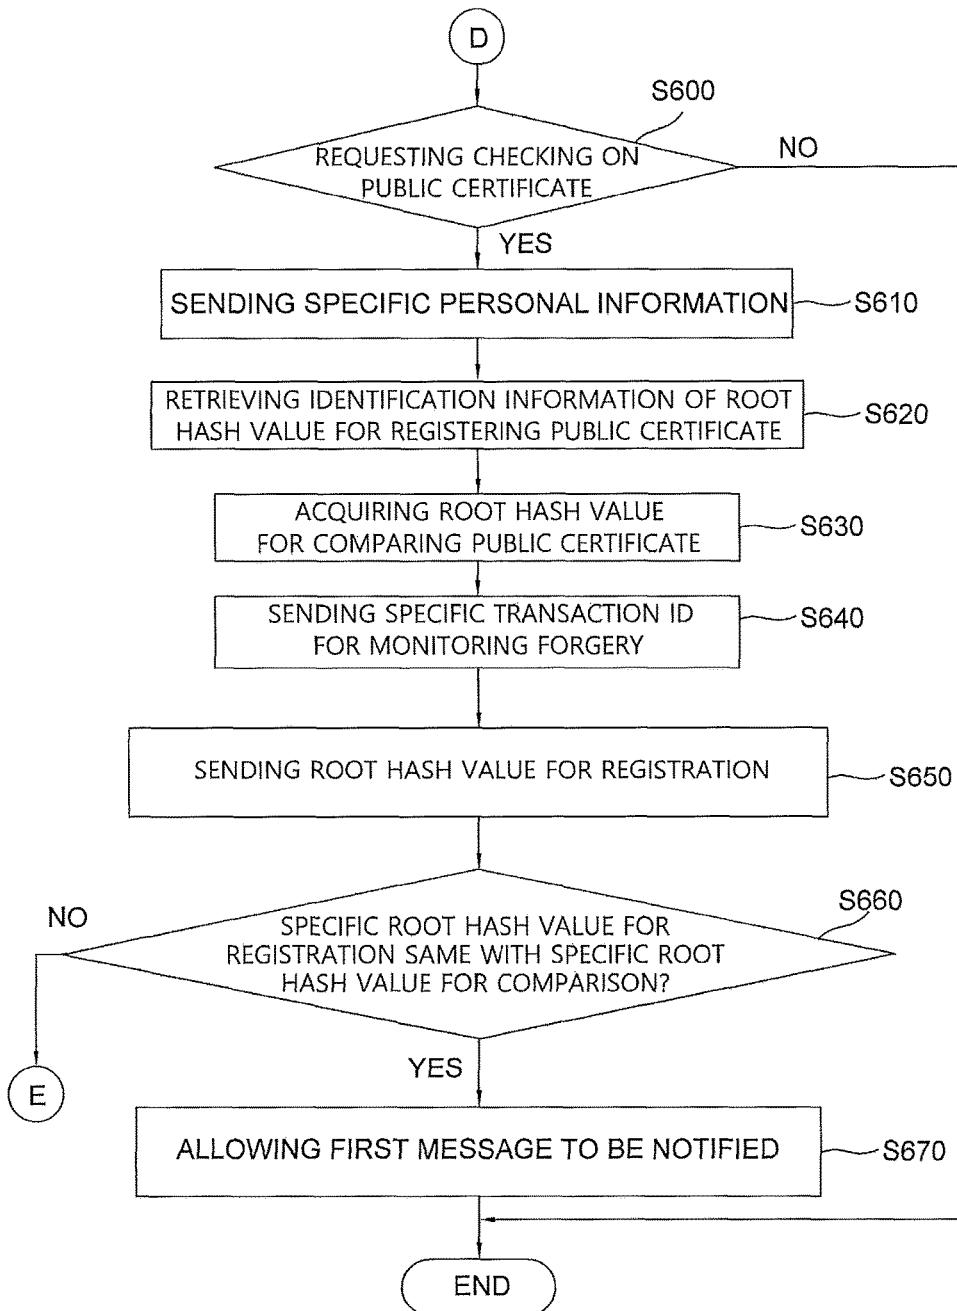 D
S600
REQUESTING CHECKING ON
PUBLIC CERTIFICATE
NO
YES
SENDING SPECIFIC PERSONAL INFORMATION
S610
RETRIEVING IDENTIFICATION INFORMATION OF ROOT
HASH VALUE FOR REGISTERING PUBLIC CERTIFICATE
S620
ACQUIRING ROOT HASH VALUE
FOR COMPARING PUBLIC CERTIFICATE
S630
SENDING SPECIFIC TRANSACTION ID
FOR MONITORING FORGERY
S640
SENDING ROOT HASH VALUE FOR REGISTRATION
S650
S660
NO
SPECIFIC ROOT HASH VALUE FOR
REGISTRATION SAME WITH SPECIFIC ROOT
HASH VALUE FOR COMPARISON?
YES
E
ALLOWING FIRST MESSAGE TO BE NOTIFIED
S670
END